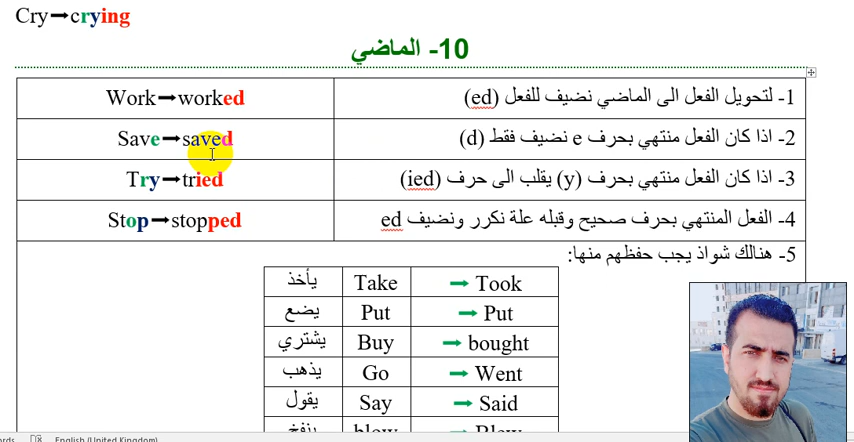 Cry→crying
10- الماضي
1- لتحويل الفعل الى الماضي نضيف للفعل (ed)
Work→worked
2- اذا كان الفعل منتهي بحرف e نضيف فقط (d)
Save→saved
3- اذا كان الفعل منتهي بحرف (y) يقلب الى حرف (ied)
Try→tried
4- الفعل المنتهي بحرف صحيح وقبله علة نكرر ونضيف ed
Stop→stopped
5- هنالك شواذ يجب حفظهم منها:
يأخذ Take → Took
يضع Put → Put
يشتري Buy → bought
يذهب Go → Went
يقول Say → Said
ينفخ blow → Blew
English (United Kingdom)